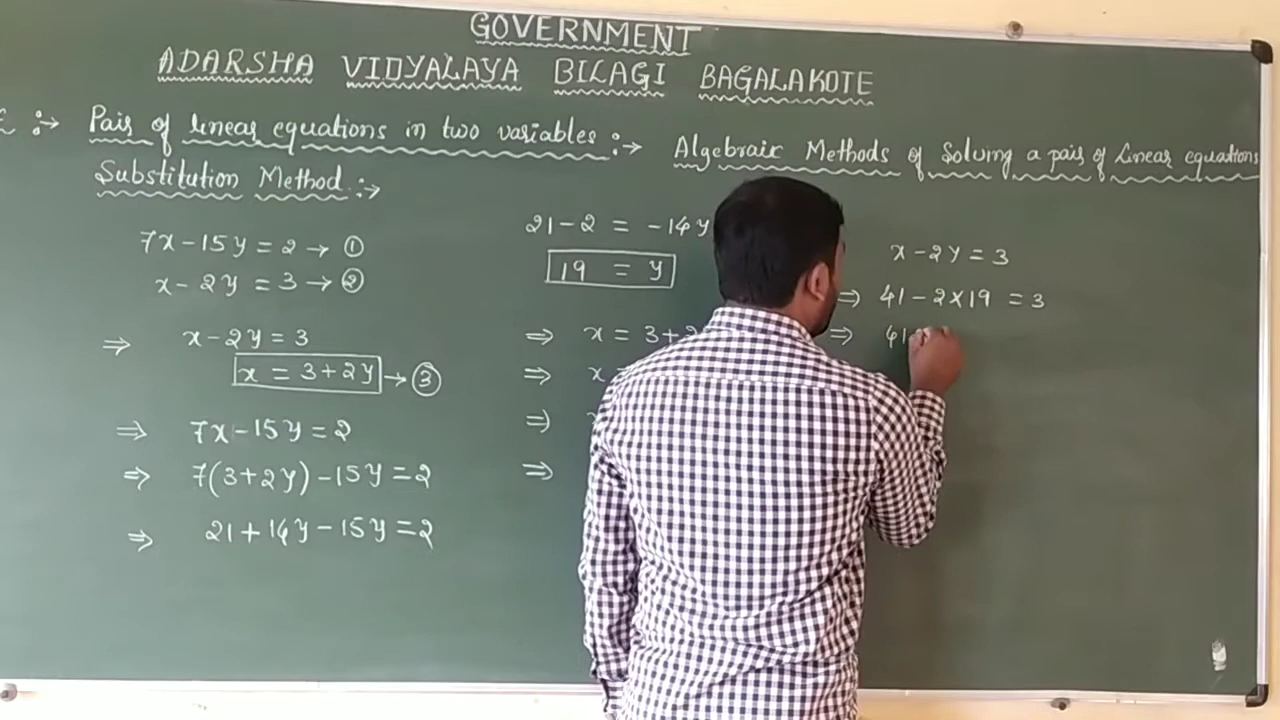 GOVERNMENT
ADARSHA VIDYALAYA BILAGI BAGALAKOTE
:→ Pair of linear equations in two variables :→ Algebraic Methods of Solving a pair of Linear equations
Substitution Method :→
7x-15y=2 → ①
x-2y=3 → ②
⇒ x-2y=3
x = 3+2y → ③
⇒ 7x-15y=2
⇒ 7(3+2y)-15y=2
⇒ 21+14y-15y=2
21-2 = -14y
19 = y
⇒ x = 3+2
⇒ x =
⇒
⇒
x-2y=3
⇒ 41-2×19 = 3
⇒ 41